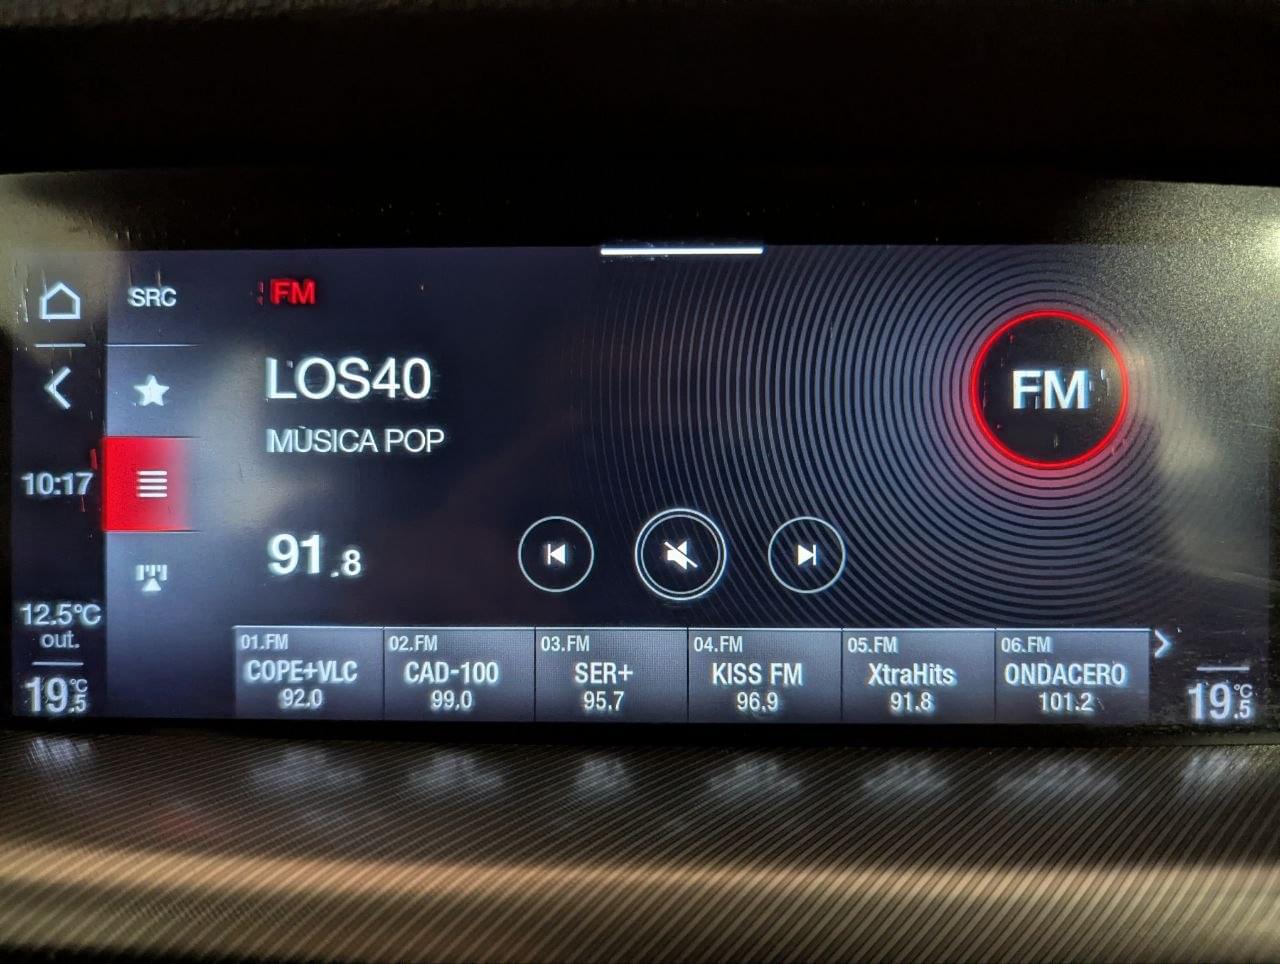 SRC
FM
LOS40
MÚSICA POP
FM
10:17
91.8
12.5°C
out.
19.5°C
01.FM
COPE+VLC
92.0
02.FM
CAD-100
99.0
03.FM
SER+
95.7
04.FM
KISS FM
96.9
05.FM
XtraHits
91.8
06.FM
ONDACERO
101.2
19.5°C